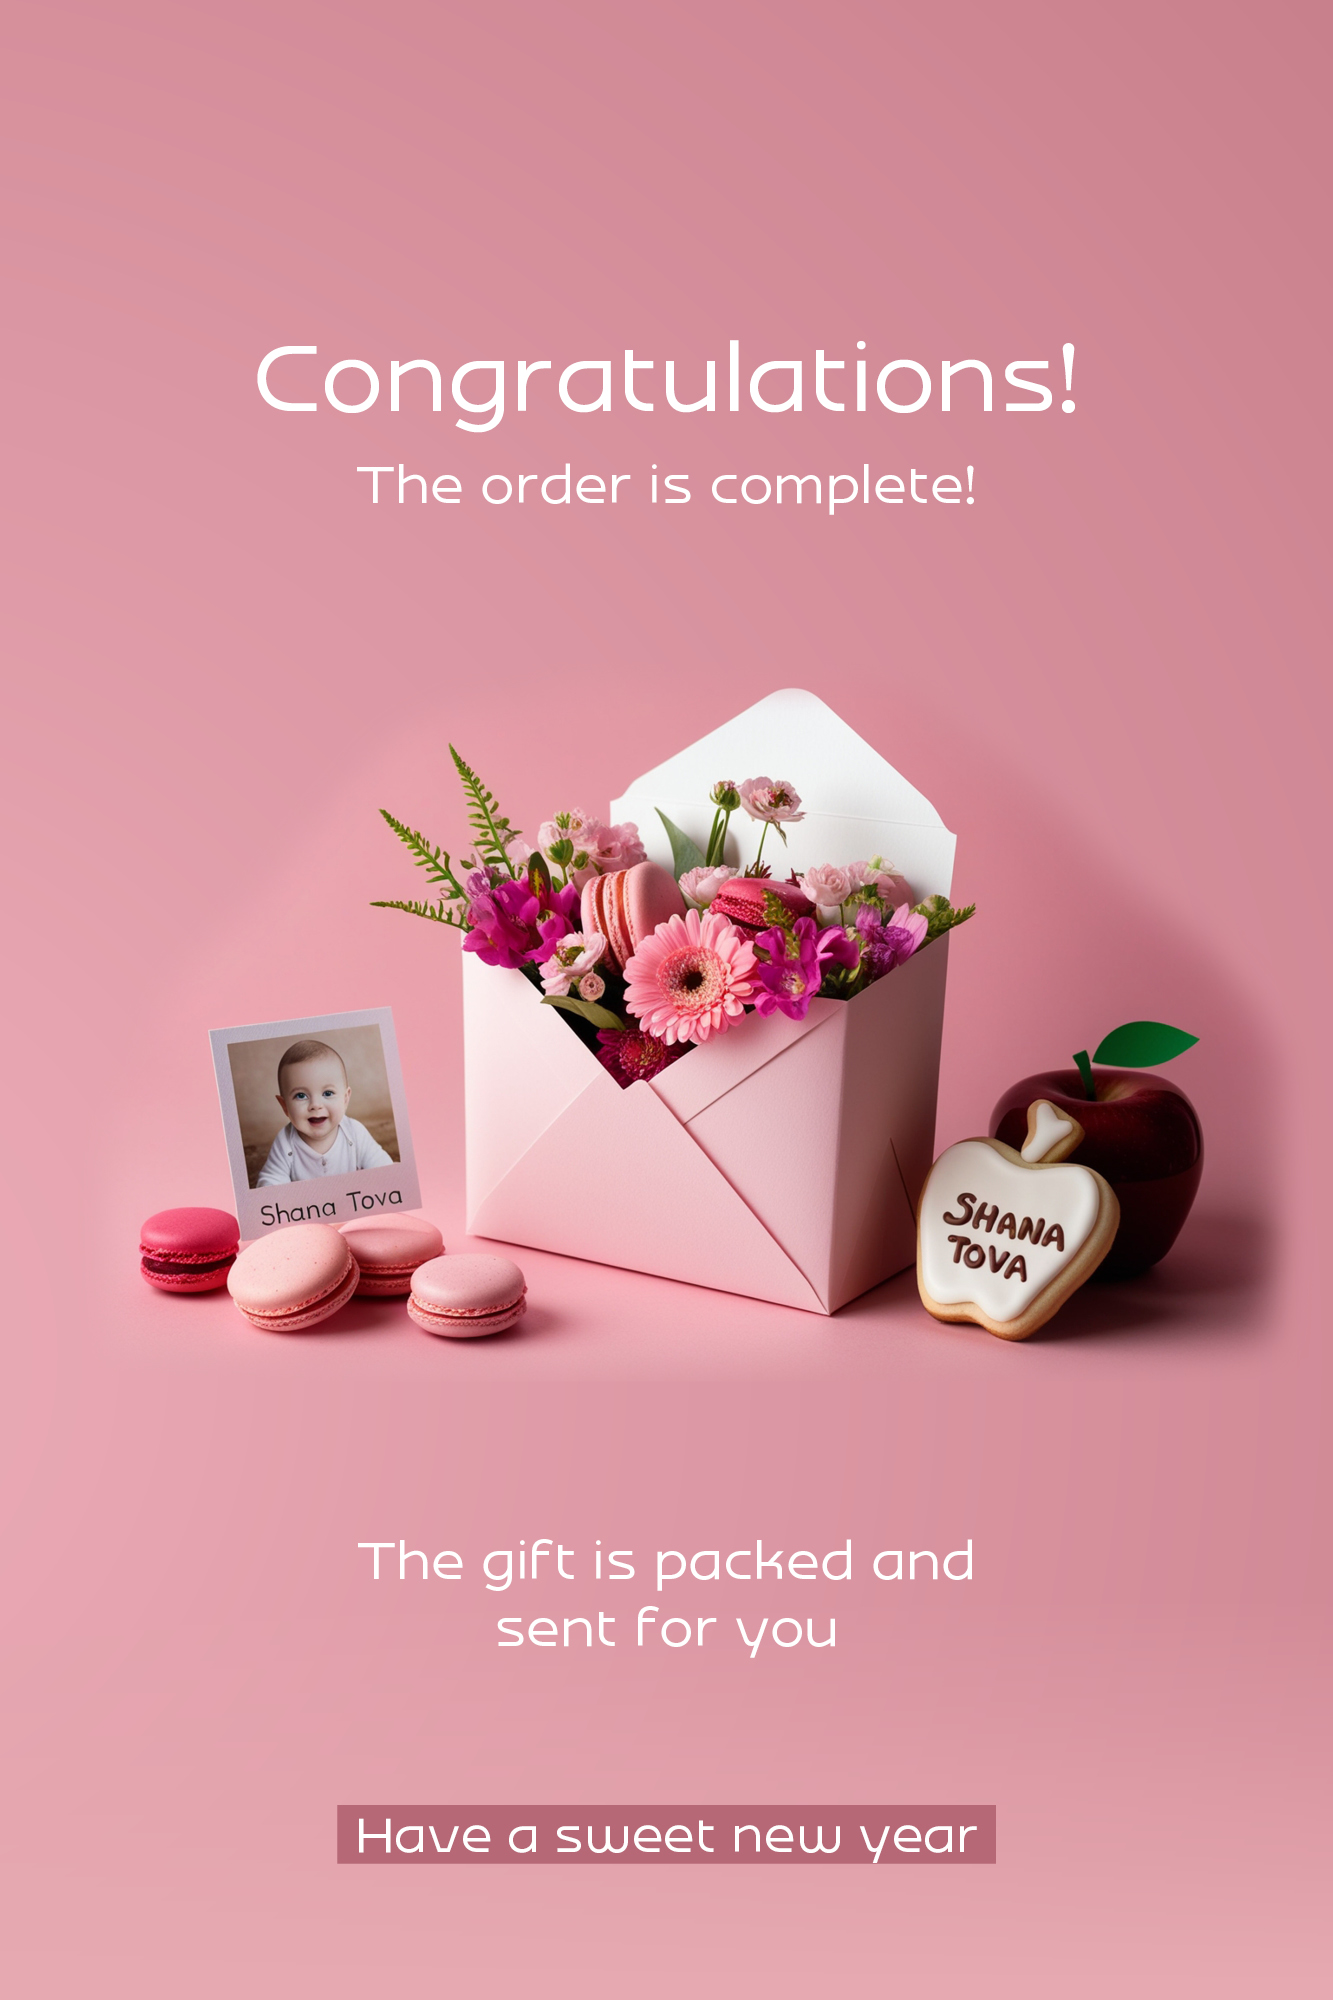 Congratulations!
The order is complete!
Shana Tova
SHANA
TOVA
The gift is packed and
sent for you
Have a sweet new year